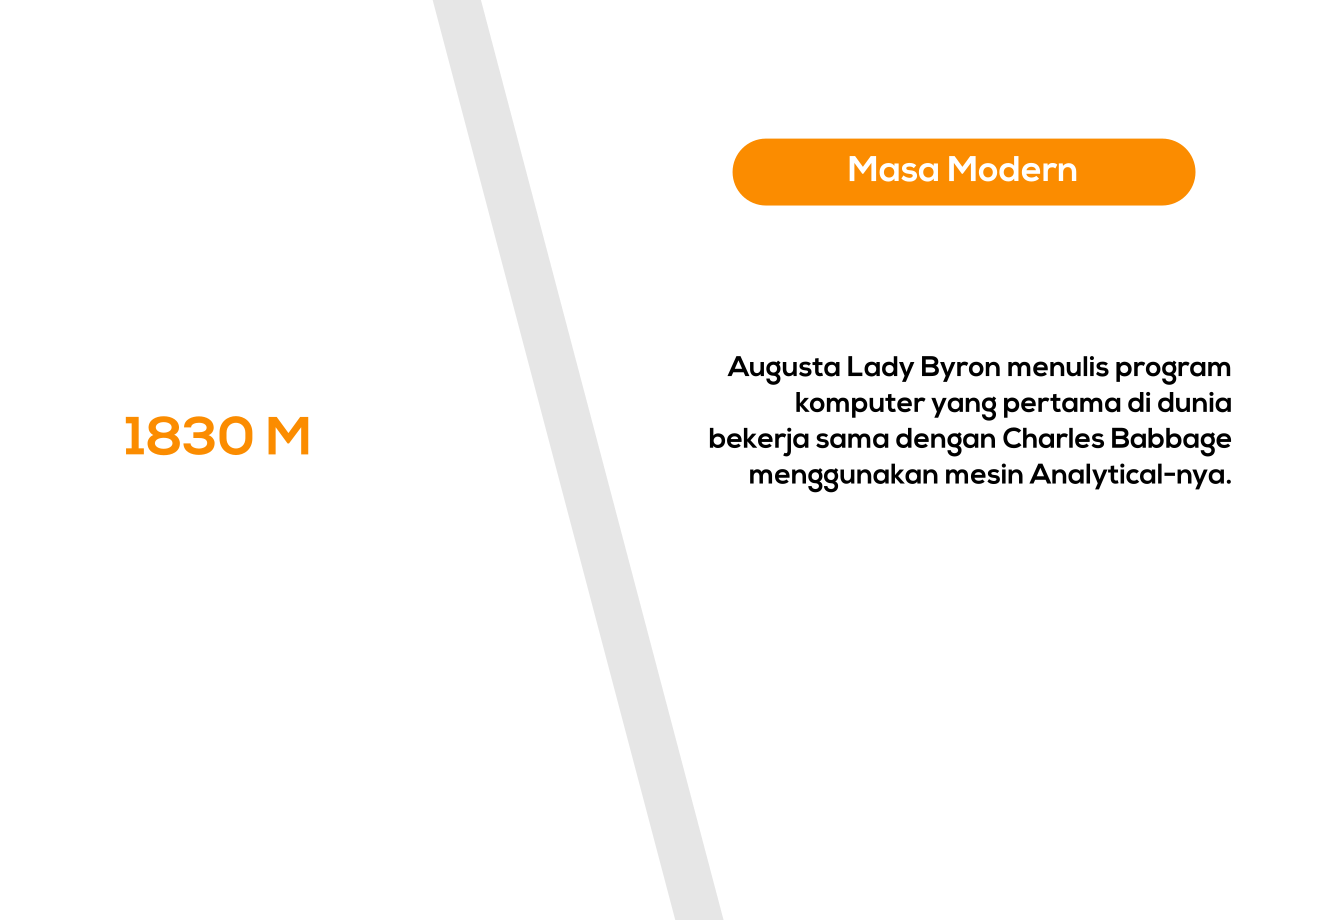 Masa Modern
1830 M
Augusta Lady Byron menulis program
komputer yang pertama di dunia
bekerja sama dengan Charles Babbage
menggunakan mesin Analytical-nya.